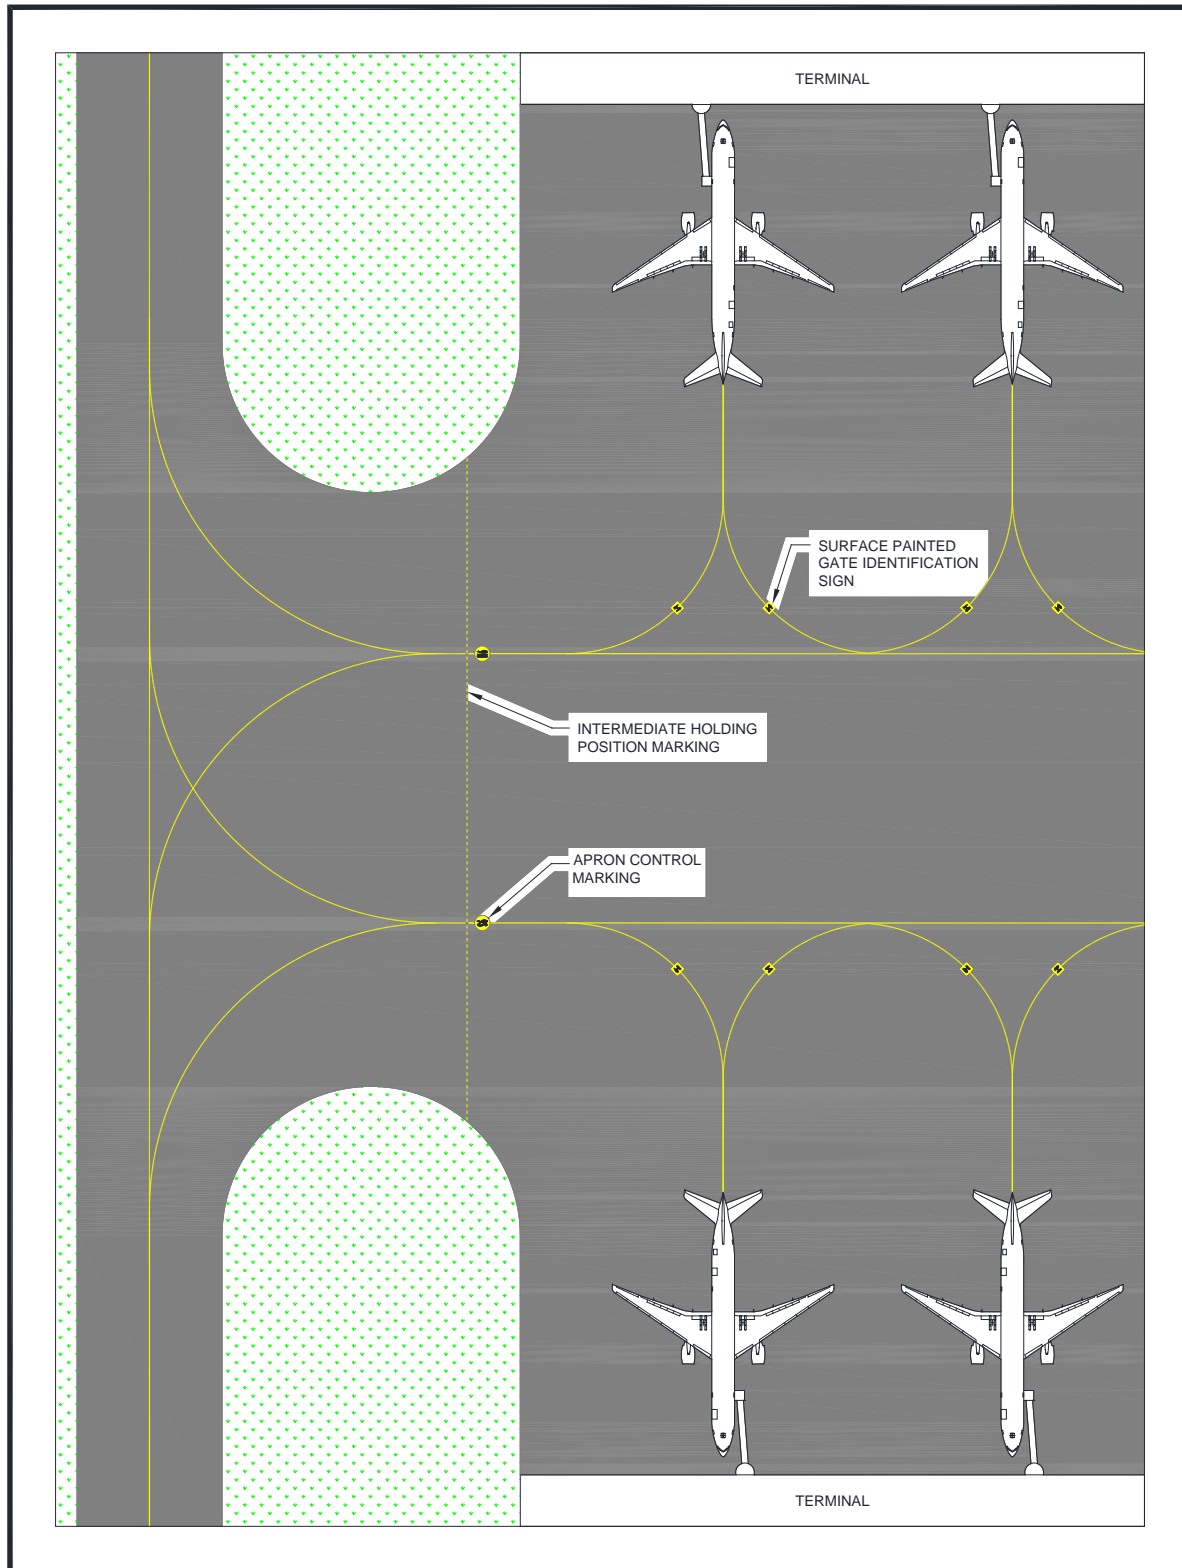 TERMINAL
SURFACE PAINTED
GATE IDENTIFICATION
SIGN
INTERMEDIATE HOLDING
POSITION MARKING
APRON CONTROL
MARKING
TERMINAL